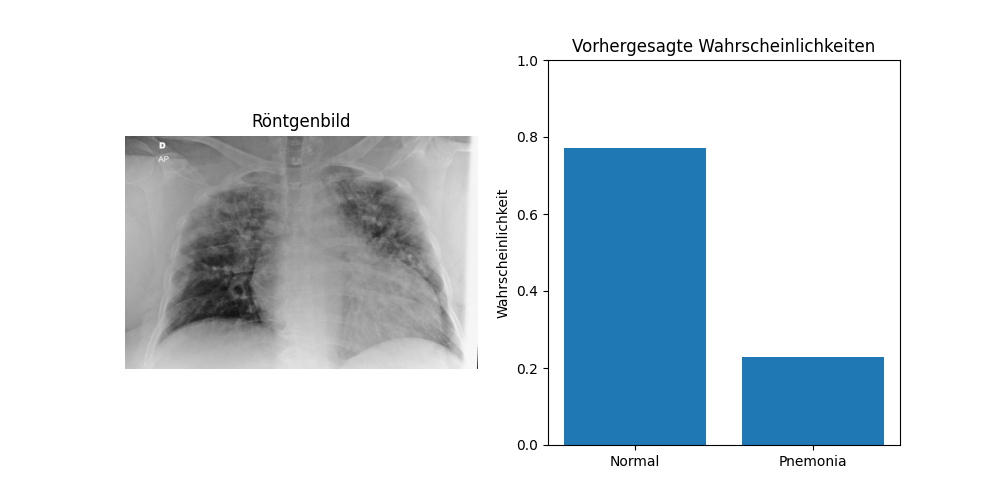 Röntgenbild
D
AP
Vorhergesagte Wahrscheinlichkeiten
Wahrscheinlichkeit
1.0
0.8
0.6
0.4
0.2
0.0
Normal
Pnemonia